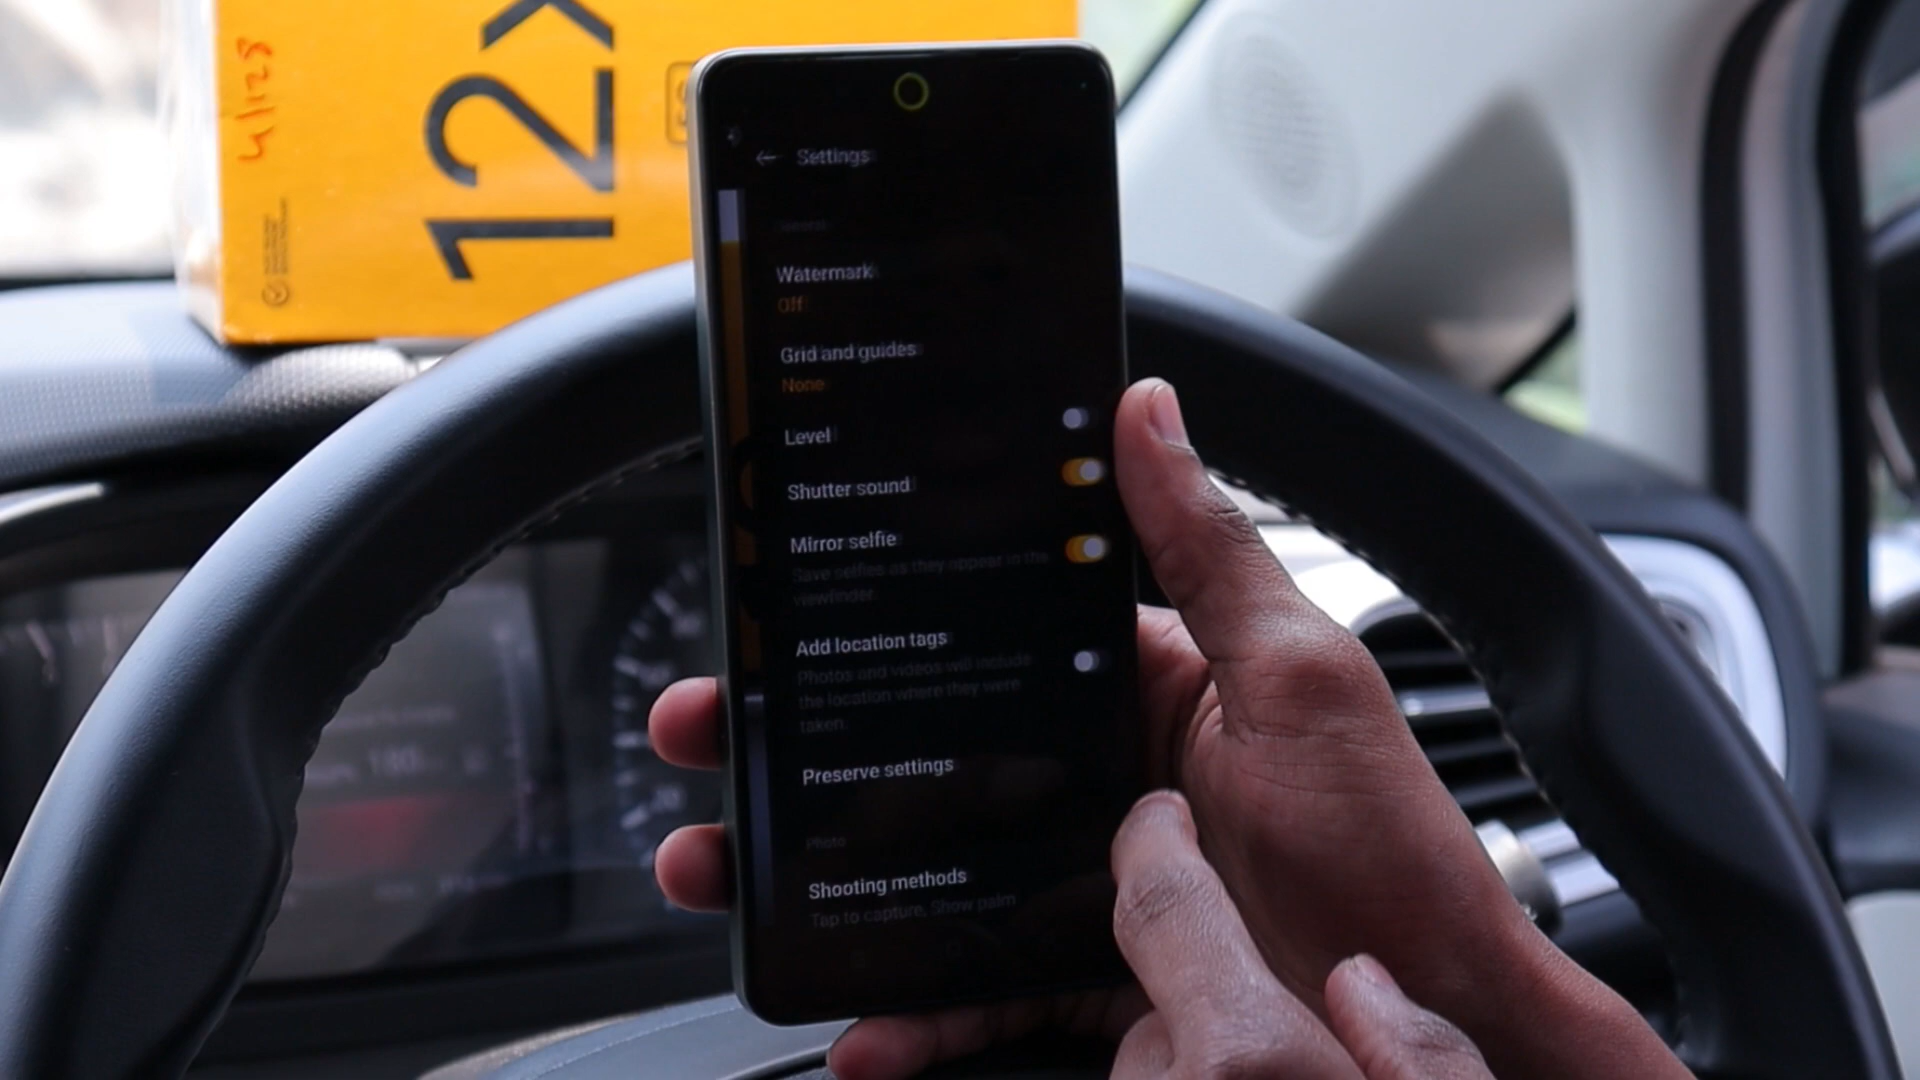 12x
4/128
Settings
Watermark
Off
Grid and guides
None
Level
Shutter sound
Mirror selfie
Save selfies as they appear in the
viewfinder.
Add location tags
Photos and videos will include
the location where they were
taken.
Preserve settings
Photo
Shooting methods
Tap to capture, Show palm